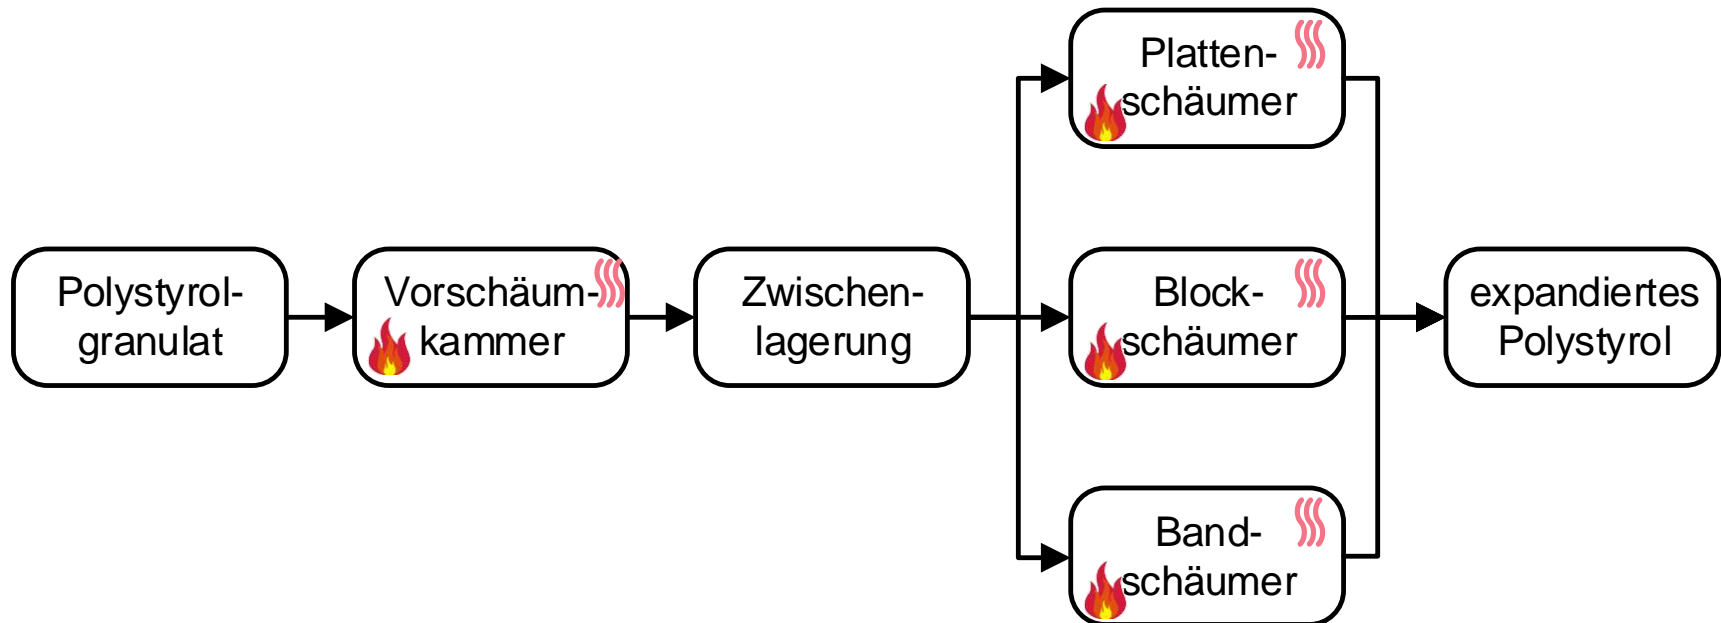 Polystyrol-
granulat
Vorschäum-
kammer
Zwischen-
lagerung
Platten-
schäumer
Block-
schäumer
Band-
schäumer
expandiertes
Polystyrol